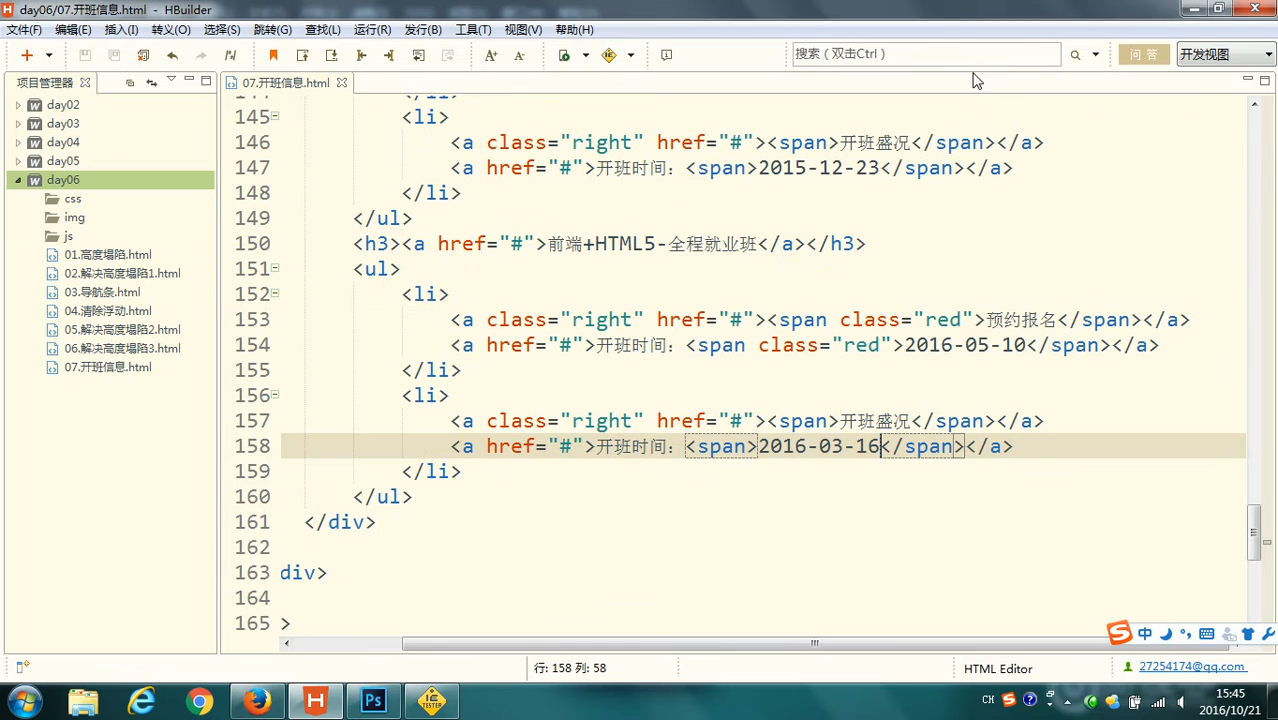 day06/07.开班信息.html - HBuilder
文件(F) 编辑(E) 插入(I) 转义(O) 选择(S) 跳转(G) 查找(L) 运行(R) 发行(B) 工具(T) 视图(V) 帮助(H)
搜索（双击Ctrl） 问 答 开发视图
项目管理器
07.开班信息.html
day02
day03
day04
day05
day06
css
img
js
01.高度塌陷.html
02.解决高度塌陷1.html
03.导航条.html
04.清除浮动.html
05.解决高度塌陷2.html
06.解决高度塌陷3.html
07.开班信息.html
144 </li>
145 <li>
146 <a class="right" href="#"><span>开班盛况</span></a>
147 <a href="#">开班时间：<span>2015-12-23</span></a>
148 </li>
149 </ul>
150 <h3><a href="#">前端+HTML5-全程就业班</a></h3>
151 <ul>
152 <li>
153 <a class="right" href="#"><span class="red">预约报名</span></a>
154 <a href="#">开班时间：<span class="red">2016-05-10</span></a>
155 </li>
156 <li>
157 <a class="right" href="#"><span>开班盛况</span></a>
158 <a href="#">开班时间：<span>2016-03-16</span></a>
159 </li>
160 </ul>
161 </div>
162
163 div>
164
165 >
中
行: 158 列: 58
HTML Editor
27254174@qq.com
CH
15:45
2016/10/21